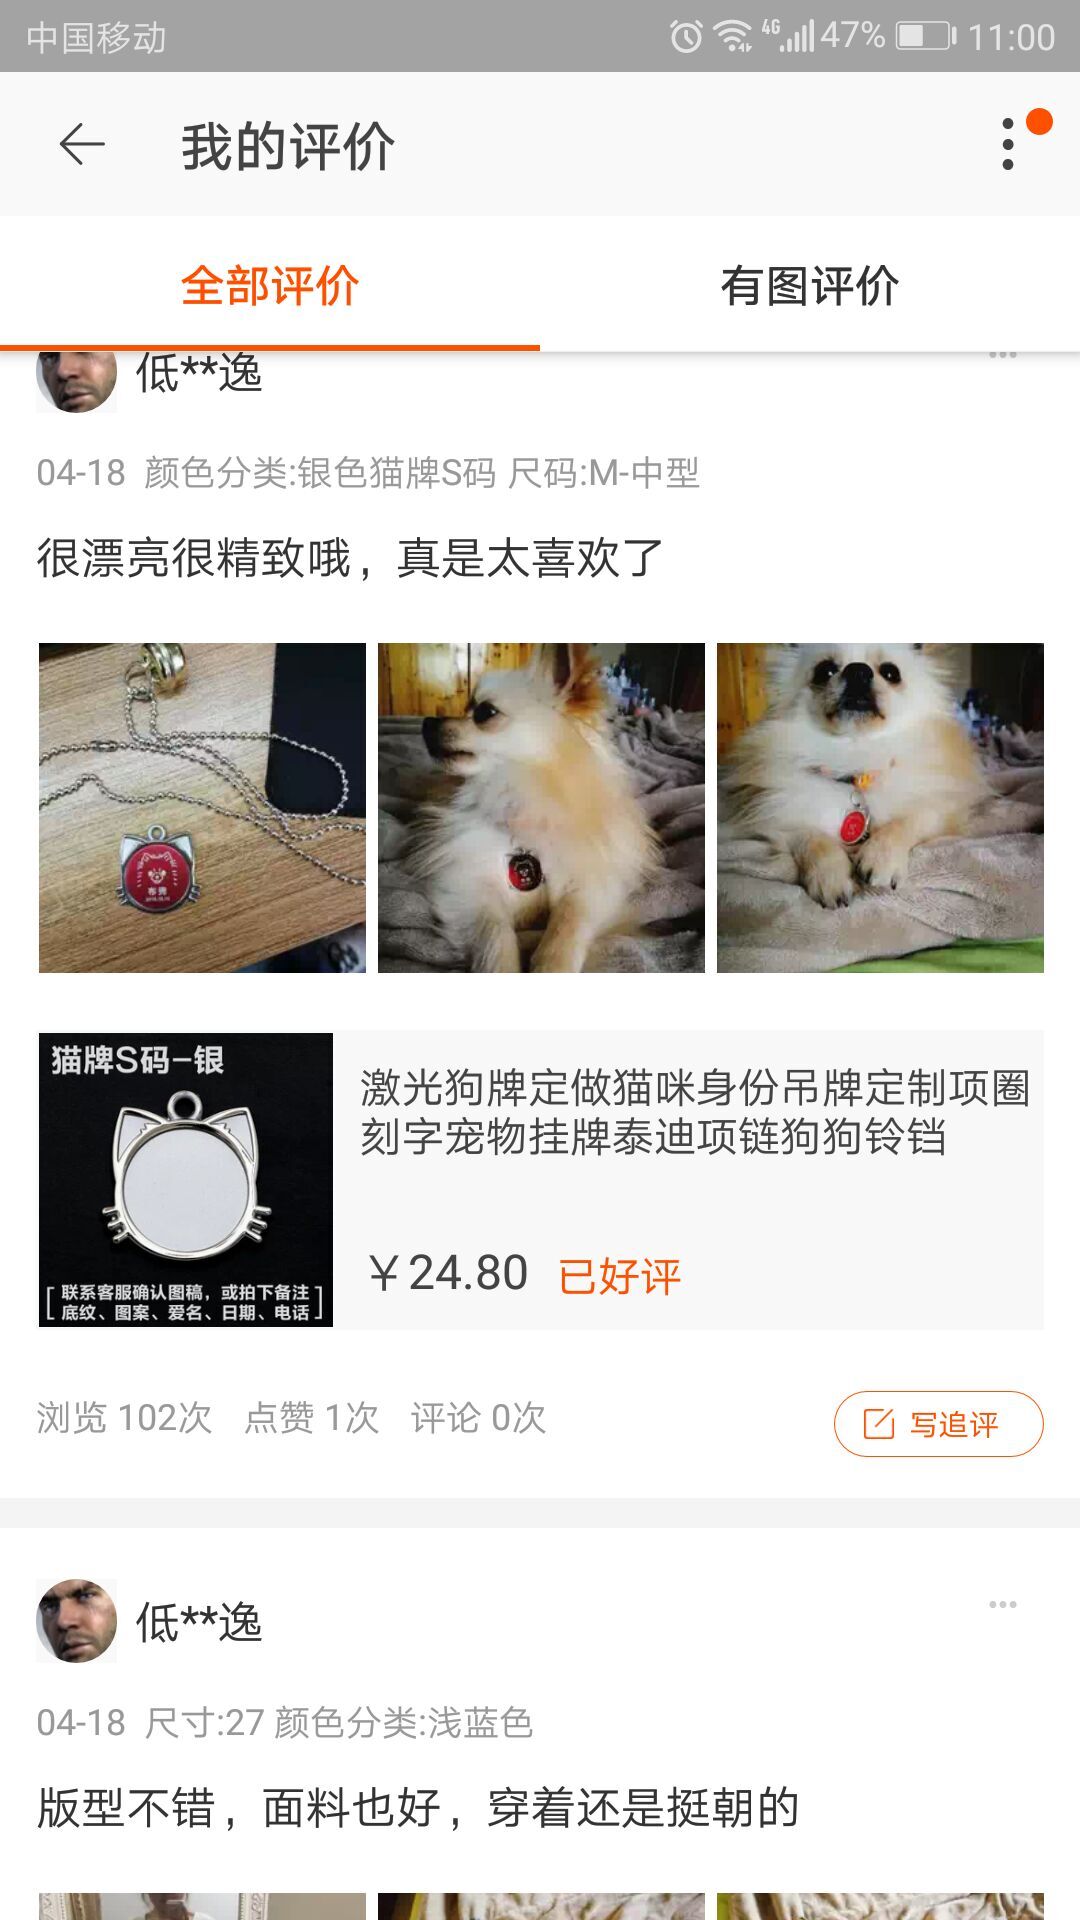 中国移动
4G 47% 11:00
我的评价
全部评价 有图评价
低**逸
04-18 颜色分类:银色猫牌S码 尺码:M-中型
很漂亮很精致哦，真是太喜欢了
猫牌S码-银
联系客服确认图稿，或拍下备注
底纹、图案、爱名、日期、电话
激光狗牌定做猫咪身份吊牌定制项圈
刻字宠物挂牌泰迪项链狗狗铃铛
￥24.80 已好评
浏览 102次 点赞 1次 评论 0次
写追评
低**逸
04-18 尺寸:27 颜色分类:浅蓝色
版型不错，面料也好，穿着还是挺朝的